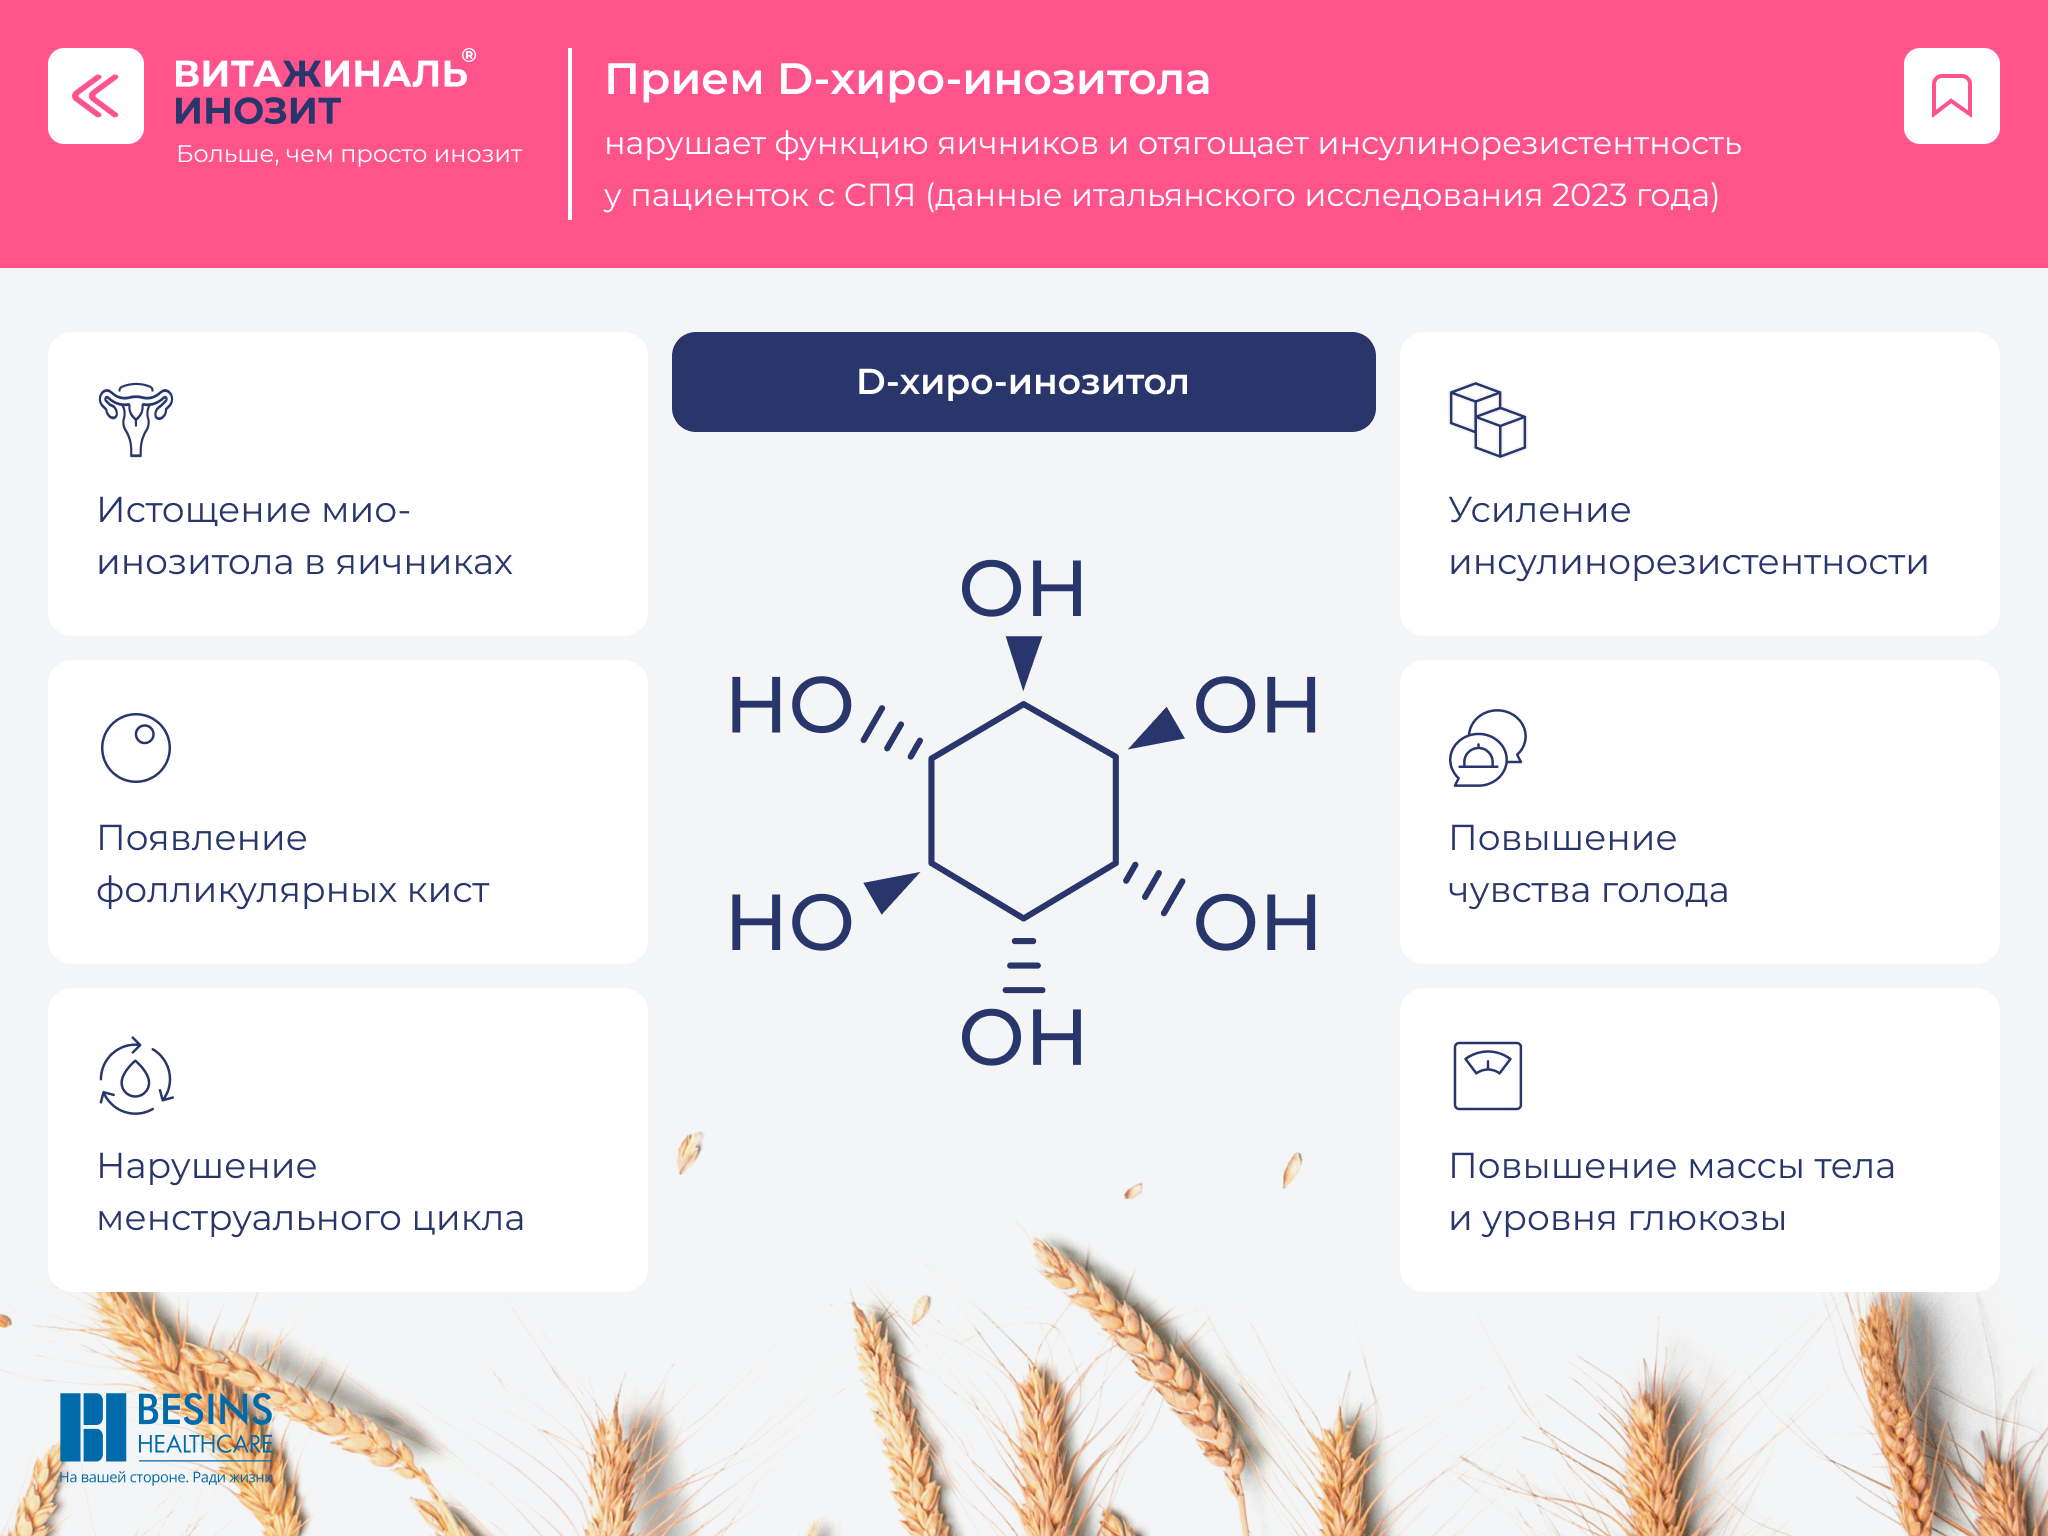 ВИТАЖИНАЛЬ®
ИНОЗИТ
Больше, чем просто инозит
Прием D-хиро-инозитола
нарушает функцию яичников и отягощает инсулинорезистентность
у пациенток с СПЯ (данные итальянского исследования 2023 года)
Истощение мио-
инозитола в яичниках
Появление
фолликулярных кист
Нарушение
менструального цикла
D-хиро-инозитол
OH
HO
OH
HO
OH
OH
Усиление
инсулинорезистентности
Повышение
чувства голода
Повышение массы тела
и уровня глюкозы
BESINS
HEALTHCARE
На вашей стороне. Ради жизни